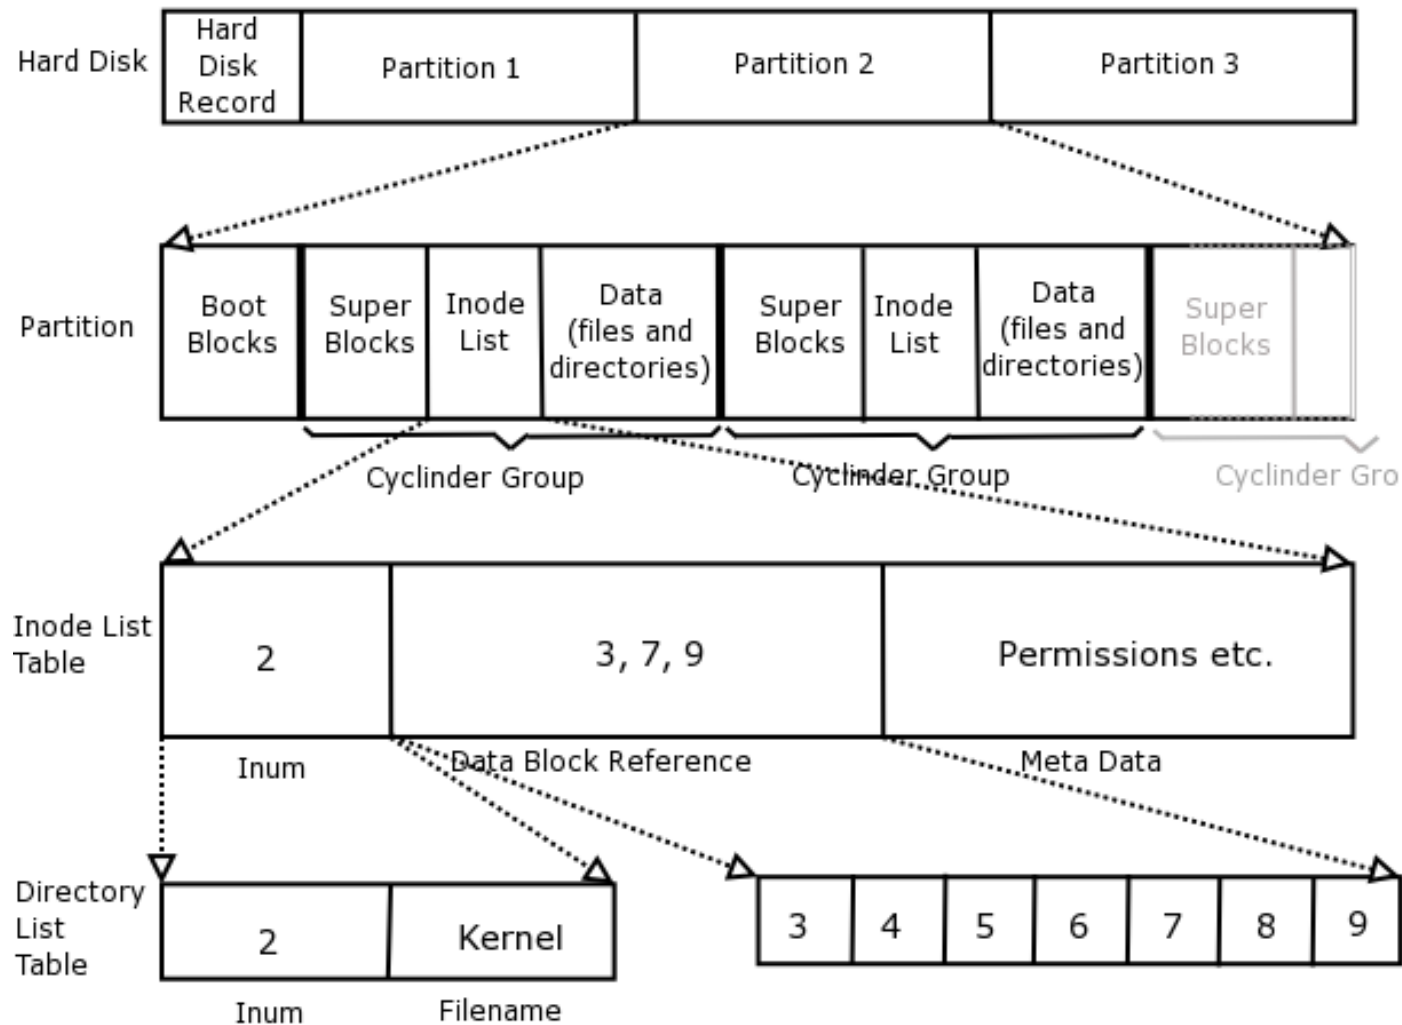 Hard Disk
Hard
Disk
Record
Partition 1
Partition 2
Partition 3
Partition
Boot
Blocks
Super
Blocks
Inode
List
Data
(files and
directories)
Super
Blocks
Inode
List
Data
(files and
directories)
Super
Blocks
Cyclinder Group
Cyclinder Group
Cyclinder Gro
Inode List
Table
2
3, 7, 9
Permissions etc.
Inum
Data Block Reference
Meta Data
Directory
List
Table
2
Kernel
3 4 5 6 7 8 9
Inum
Filename